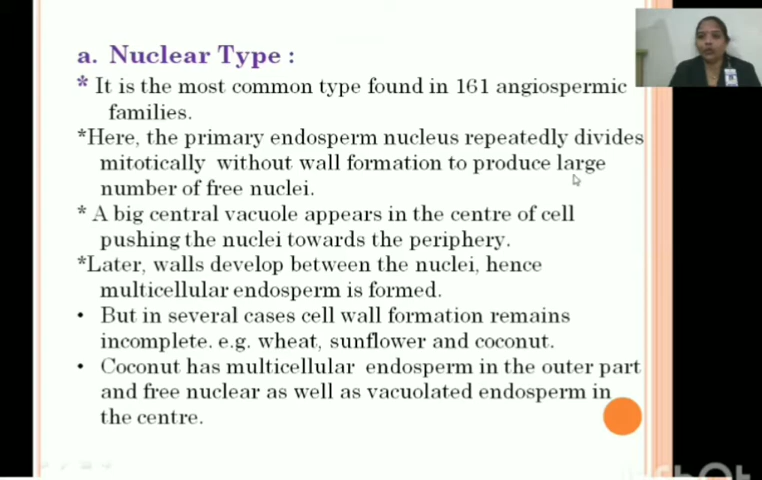 a. Nuclear Type :
* It is the most common type found in 161 angiospermic
families.
*Here, the primary endosperm nucleus repeatedly divides
mitotically without wall formation to produce large
number of free nuclei.
* A big central vacuole appears in the centre of cell
pushing the nuclei towards the periphery.
*Later, walls develop between the nuclei, hence
multicellular endosperm is formed.
• But in several cases cell wall formation remains
incomplete. e.g. wheat, sunflower and coconut.
• Coconut has multicellular endosperm in the outer part
and free nuclear as well as vacuolated endosperm in
the centre.